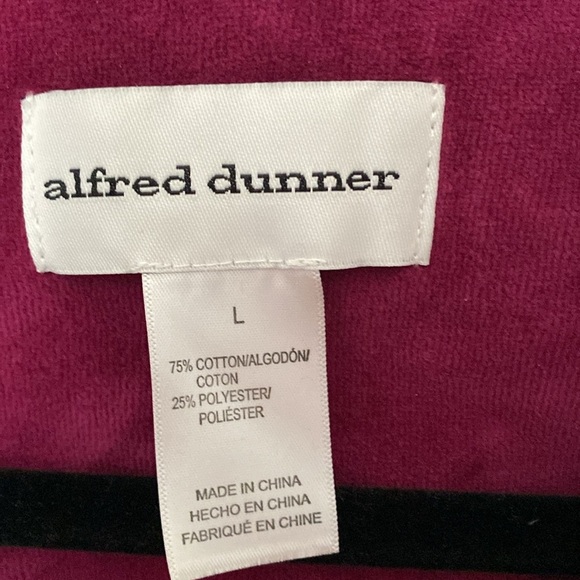 alfred dunner
L
75% COTTON/ALGODÓN/
COTON
25% POLYESTER/
POLIÉSTER
MADE IN CHINA
HECHO EN CHINA
FABRIQUÉ EN CHINE